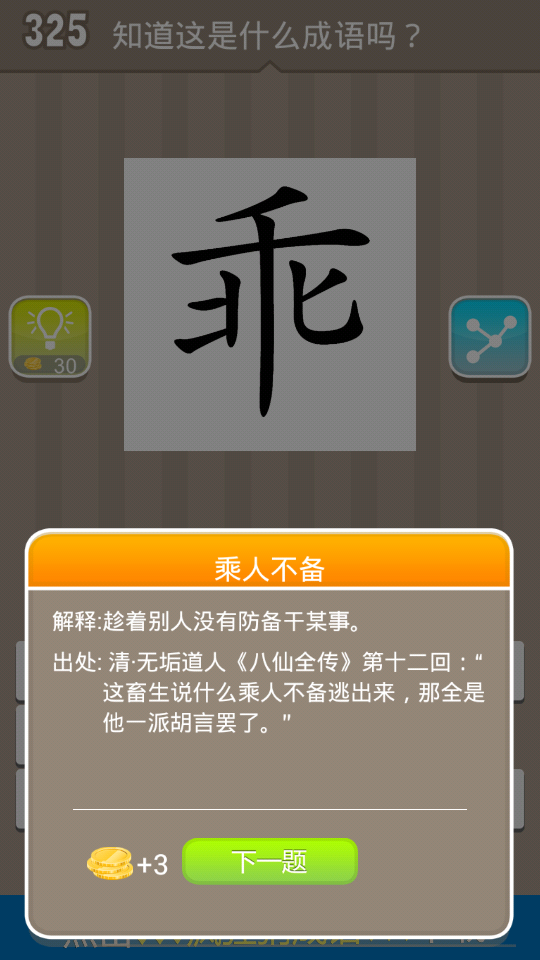 325 知道这是什么成语吗？
乖
30
乘人不备
解释:趁着别人没有防备干某事。
出处: 清·无垢道人《八仙全传》第十二回："
这畜生说什么乘人不备逃出来，那全是
他一派胡言罢了。"
+3 下一题